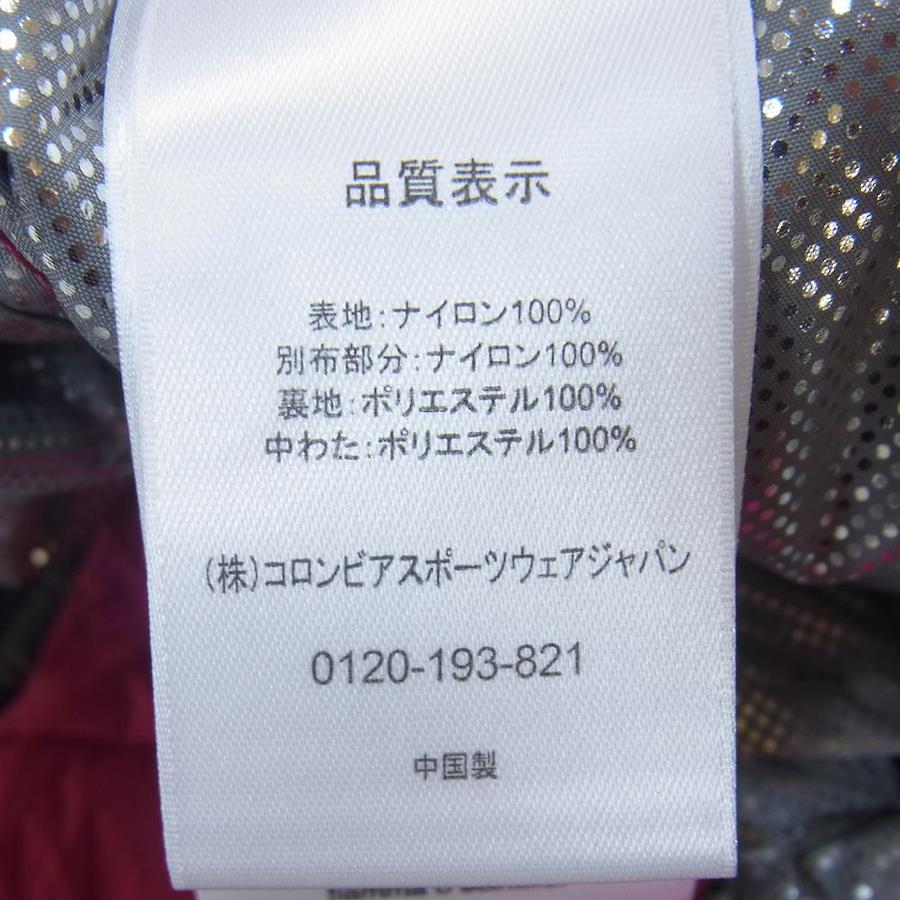 品質表示
表地:ナイロン100%
別布部分:ナイロン100%
裏地:ポリエステル100%
中わた:ポリエステル100%
(株)コロンビアスポーツウェアジャパン
0120-193-821
中国製